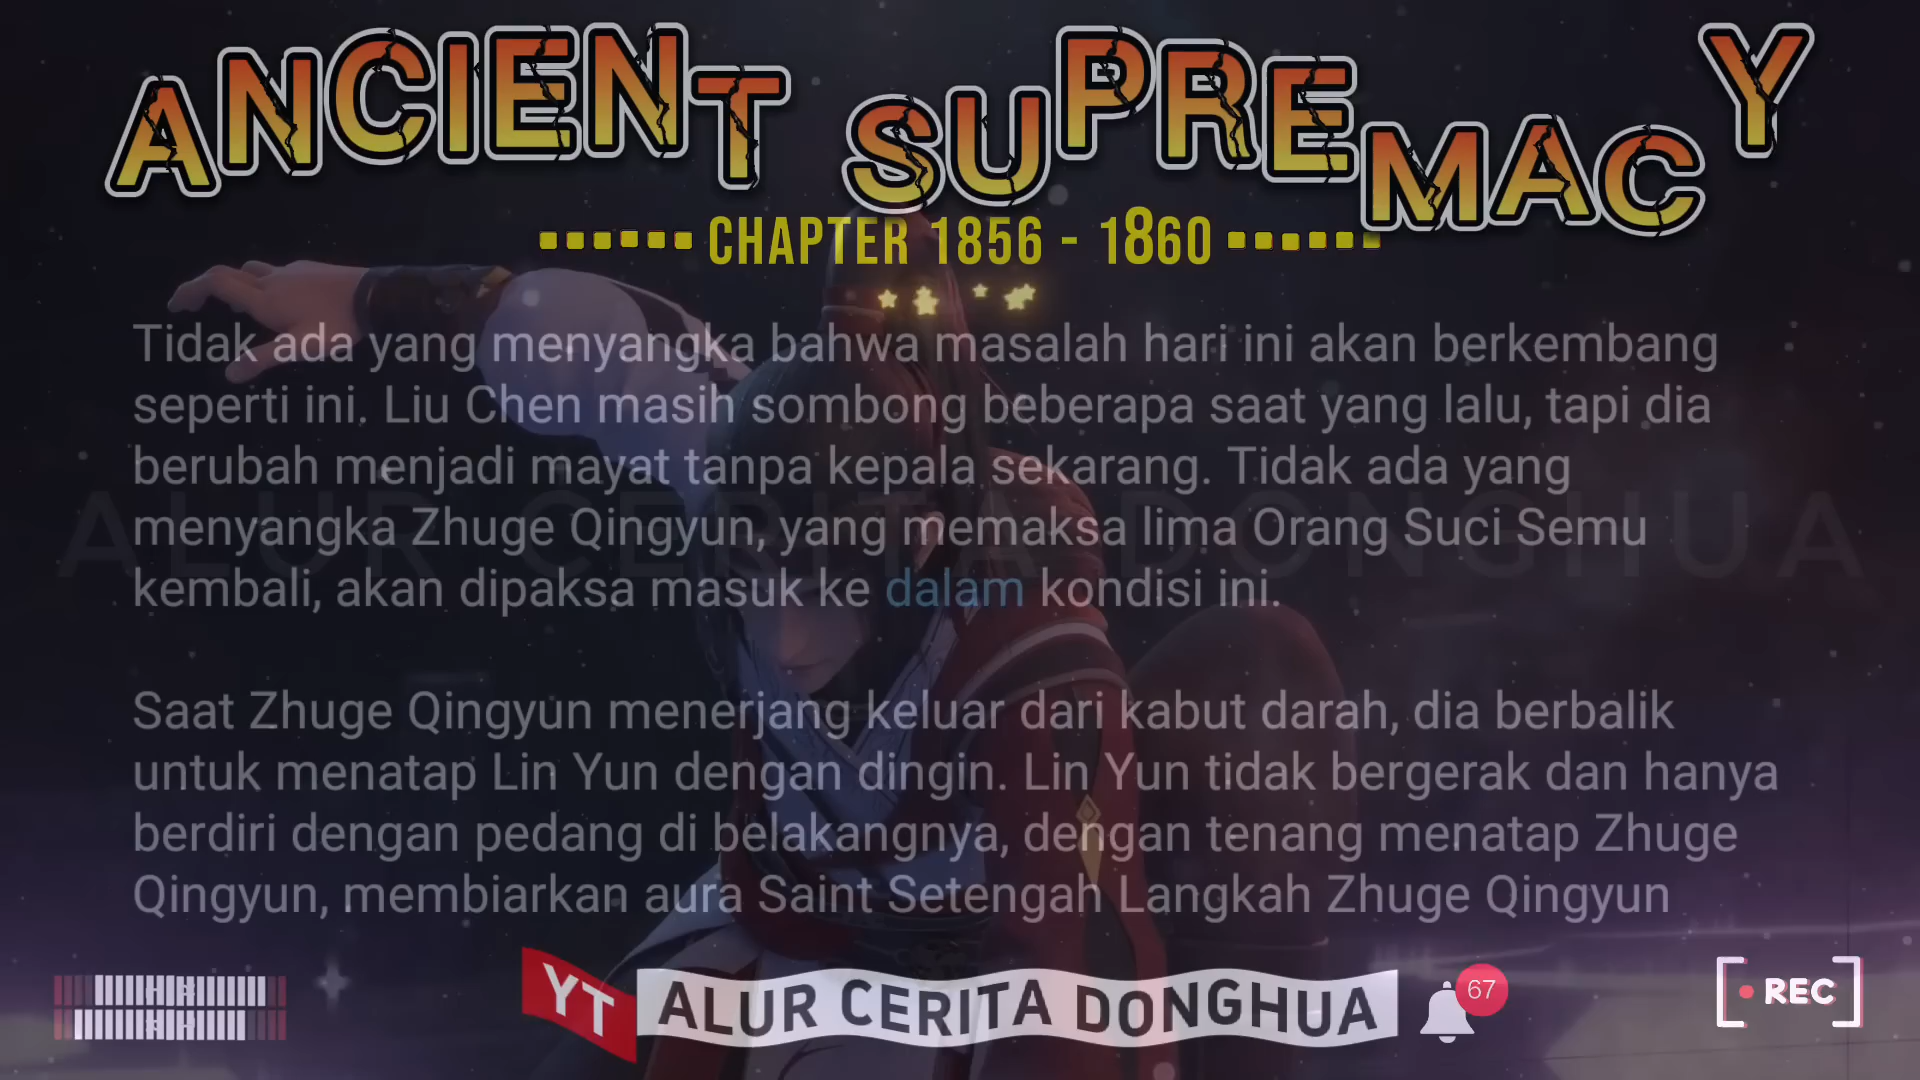 ANCIENT SUPREMACY
CHAPTER 1856 - 1860
Tidak ada yang menyangka bahwa masalah hari ini akan berkembang
seperti ini. Liu Chen masih sombong beberapa saat yang lalu, tapi dia
berubah menjadi mayat tanpa kepala sekarang. Tidak ada yang
ALUR CERITA DONGHUA
menyangka Zhuge Qingyun, yang memaksa lima Orang Suci Semu
kembali, akan dipaksa masuk ke dalam kondisi ini.
Saat Zhuge Qingyun menerjang keluar dari kabut darah, dia berbalik
untuk menatap Lin Yun dengan dingin. Lin Yun tidak bergerak dan hanya
berdiri dengan pedang di belakangnya, dengan tenang menatap Zhuge
Qingyun, membiarkan aura Saint Setengah Langkah Zhuge Qingyun
YT ALUR CERITA DONGHUA 67
REC